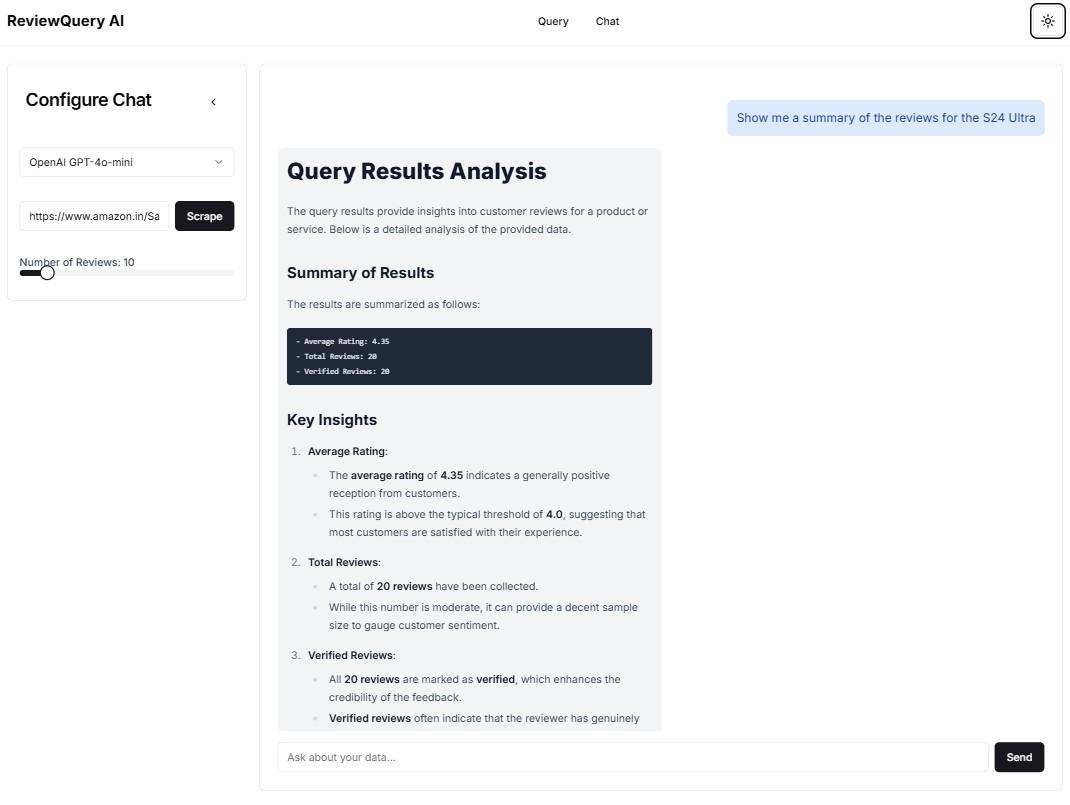 ReviewQuery AI
Query Chat
Configure Chat
OpenAI GPT-4o-mini
https://www.amazon.in/Sa
Scrape
Number of Reviews: 10
Show me a summary of the reviews for the S24 Ultra
Query Results Analysis
The query results provide insights into customer reviews for a product or
service. Below is a detailed analysis of the provided data.
Summary of Results
The results are summarized as follows:
- Average Rating: 4.35
- Total Reviews: 20
- Verified Reviews: 20
Key Insights
1. Average Rating:
The average rating of 4.35 indicates a generally positive
reception from customers.
This rating is above the typical threshold of 4.0, suggesting that
most customers are satisfied with their experience.
2. Total Reviews:
A total of 20 reviews have been collected.
While this number is moderate, it can provide a decent sample
size to gauge customer sentiment.
3. Verified Reviews:
All 20 reviews are marked as verified, which enhances the
credibility of the feedback.
Verified reviews often indicate that the reviewer has genuinely
Ask about your data...
Send